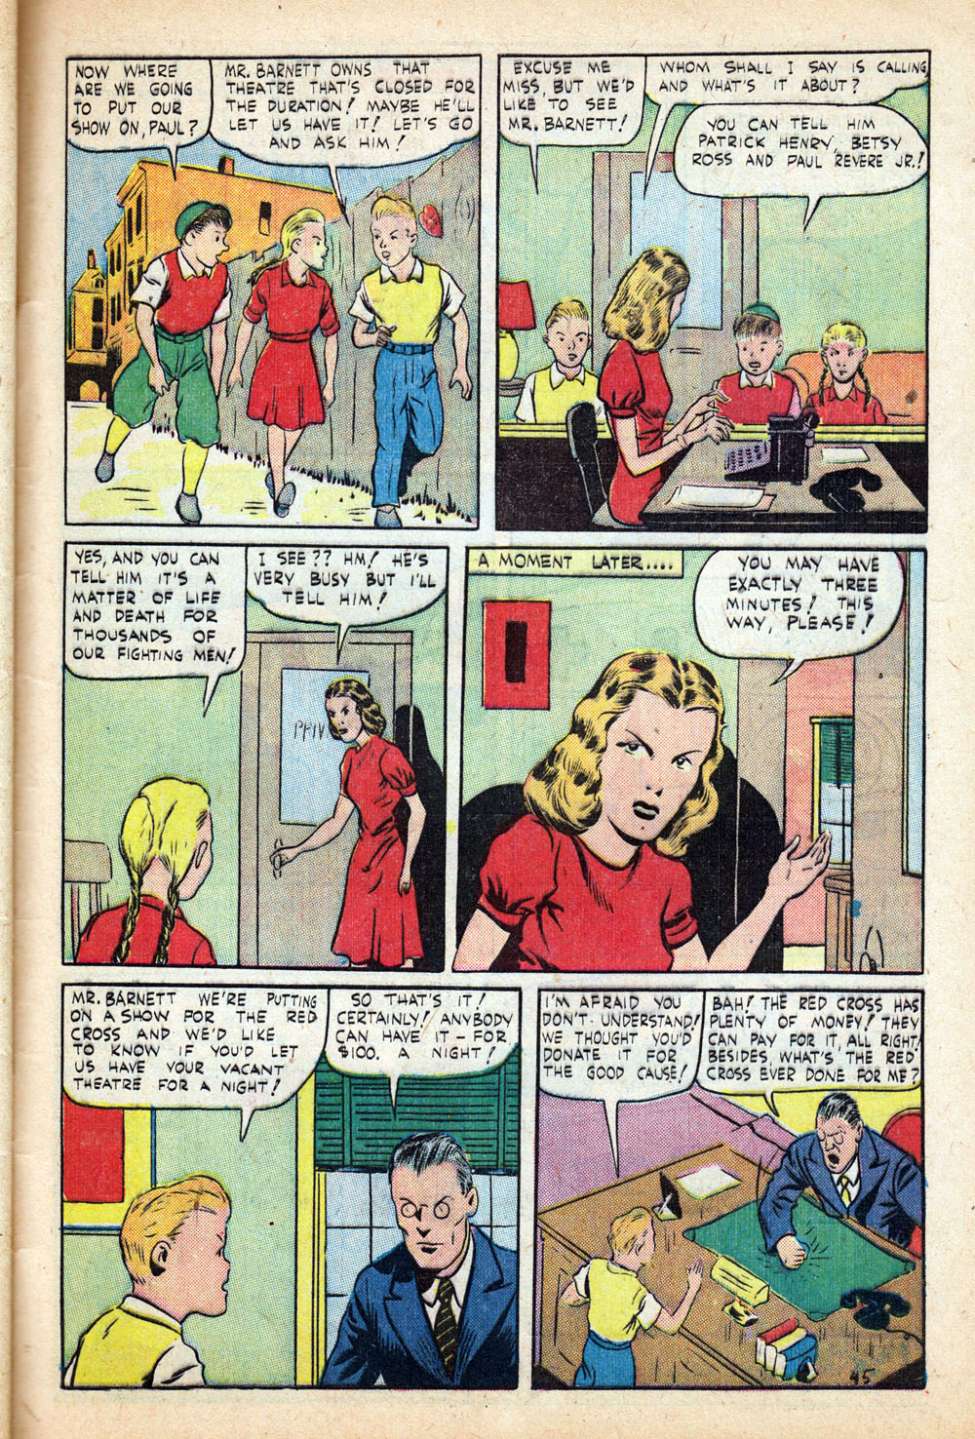 NOW WHERE
ARE WE GOING
TO PUT OUR
SHOW ON, PAUL?
MR. BARNETT OWNS THAT
THEATRE THAT'S CLOSED FOR
THE DURATION! MAYBE HE'LL
LET US HAVE IT! LET'S GO
AND ASK HIM!
EXCUSE ME
MISS, BUT WE'D
LIKE TO SEE
MR. BARNETT!
WHOM SHALL I SAY IS CALLING
AND WHAT'S IT ABOUT?
YOU CAN TELL HIM
PATRICK HENRY, BETSY
ROSS AND PAUL REVERE JR.!
YES, AND YOU CAN
TELL HIM IT'S A
MATTER OF LIFE
AND DEATH FOR
THOUSANDS OF
OUR FIGHTING MEN!
I SEE?? HM! HE'S
VERY BUSY BUT I'LL
TELL HIM!
PRIV
A MOMENT LATER....
YOU MAY HAVE
EXACTLY THREE
MINUTES! THIS
WAY, PLEASE!
MR. BARNETT WE'RE PUTTING
ON A SHOW FOR THE RED
CROSS AND WE'D LIKE
TO KNOW IF YOU'D LET
US HAVE YOUR VACANT
THEATRE FOR A NIGHT!
SO THAT'S IT!
CERTAINLY! ANYBODY
CAN HAVE IT - FOR
$100. A NIGHT!
I'M AFRAID YOU
DON'T UNDERSTAND!
WE THOUGHT YOU'D
DONATE IT FOR
THE GOOD CAUSE!
BAH! THE RED CROSS HAS
PLENTY OF MONEY! THEY
CAN PAY FOR IT, ALL RIGHT!
BESIDES, WHAT'S THE RED
CROSS EVER DONE FOR ME?
45